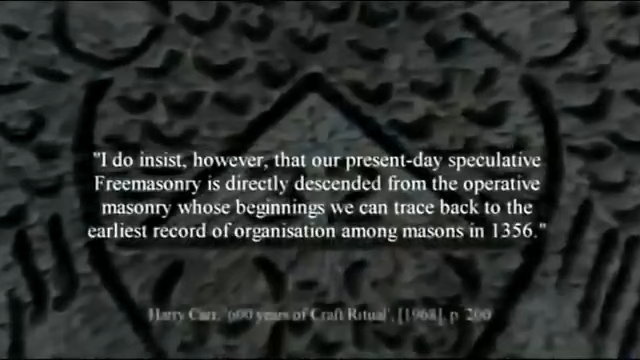 "I do insist, however, that our present-day speculative
Freemasonry is directly descended from the operative
masonry whose beginnings we can trace back to the
earliest record of organisation among masons in 1356."
Harry Carr, '600 years of Craft Ritual', [1968], p. 200